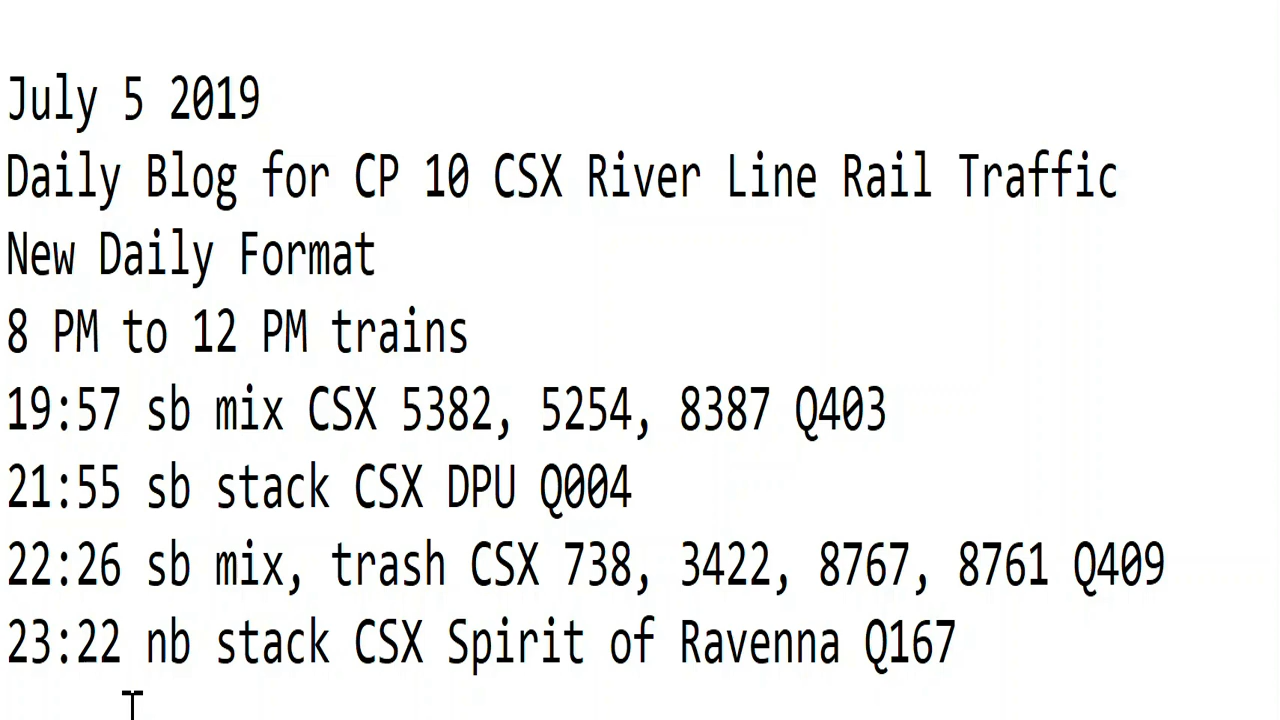 July 5 2019
Daily Blog for CP 10 CSX River Line Rail Traffic
New Daily Format
8 PM to 12 PM trains
19:57 sb mix CSX 5382, 5254, 8387 Q403
21:55 sb stack CSX DPU Q004
22:26 sb mix, trash CSX 738, 3422, 8767, 8761 Q409
23:22 nb stack CSX Spirit of Ravenna Q167